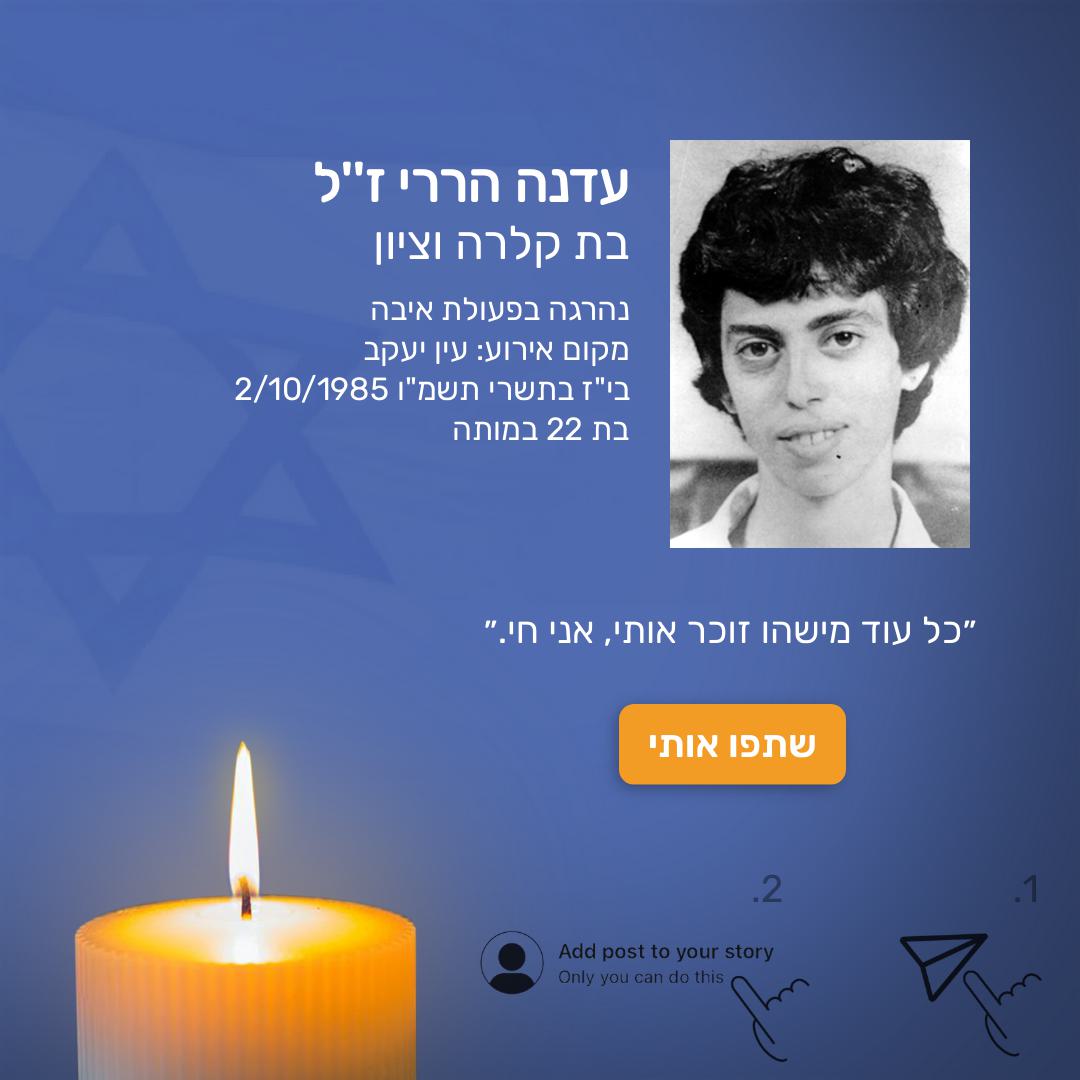 עדנה הררי ז"ל
בת קלרה וציון
נהרגה בפעולת איבה
מקום אירוע: עין יעקב
בי"ז בתשרי תשמ"ו 2/10/1985
בת 22 במותה
״כל עוד מישהו זוכר אותי, אני חי.״
שתפו אותי
1.
2.
Add post to your story
Only you can do this